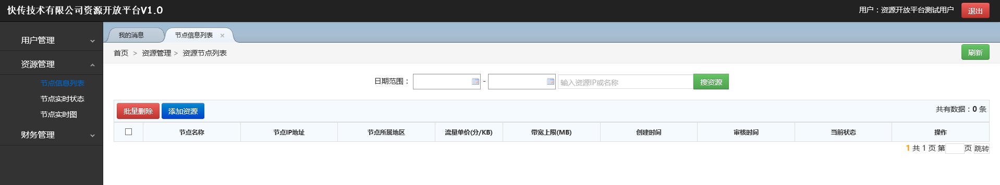 快传技术有限公司资源开放平台V1.0
用户：资源开放平台测试用户 退出
用户管理
资源管理
节点信息列表
节点实时状态
节点实时图
财务管理
我的消息 节点信息列表
首页 > 资源管理 > 资源节点列表 刷新
日期范围： - 输入资源IP或名称 搜资源
批量删除 添加资源 共有数据：0 条
节点名称 节点IP地址 节点所属地区 流量单价(分/KB) 带宽上限(MB) 创建时间 审核时间 当前状态 操作
1 共 1 页 第 页 跳转